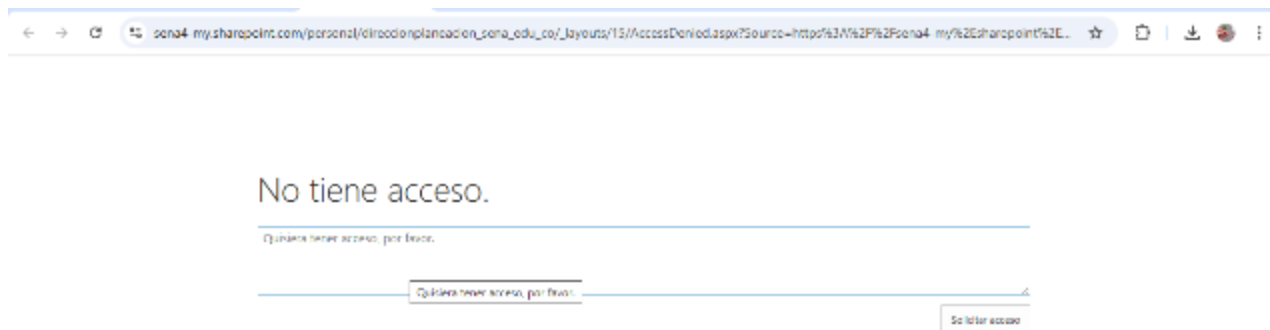 sena4-my.sharepoint.com/personal/direccionplaneacion_sena_edu_co/_layouts/15/AccessDenied.aspx?Source=https%3A%2F%2Fsena4-my%2Esharepoint%2E...
No tiene acceso.
Quisiera tener acceso, por favor.
Quisiera tener acceso, por favor.
Solicitar acceso